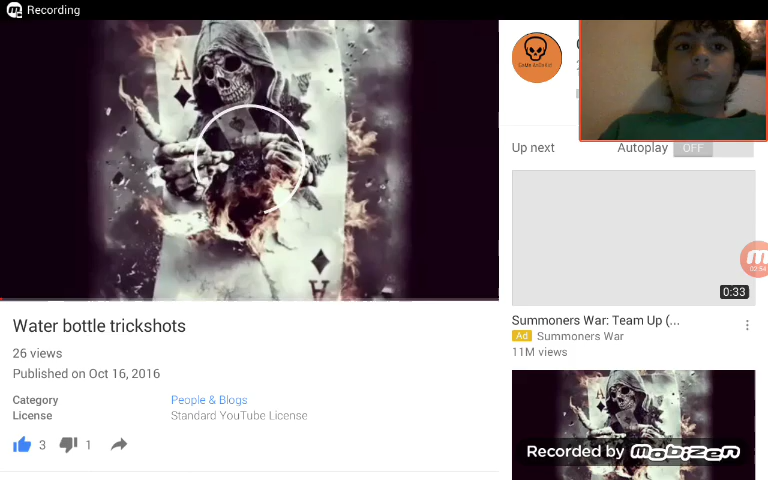 Recording
A
A
Up next
Autoplay OFF
0:33
Water bottle trickshots
26 views
Published on Oct 16, 2016
Category People & Blogs
License Standard YouTube License
3 1
Summoners War: Team Up (...
Ad Summoners War
11M views
A
Recorded by mobizen